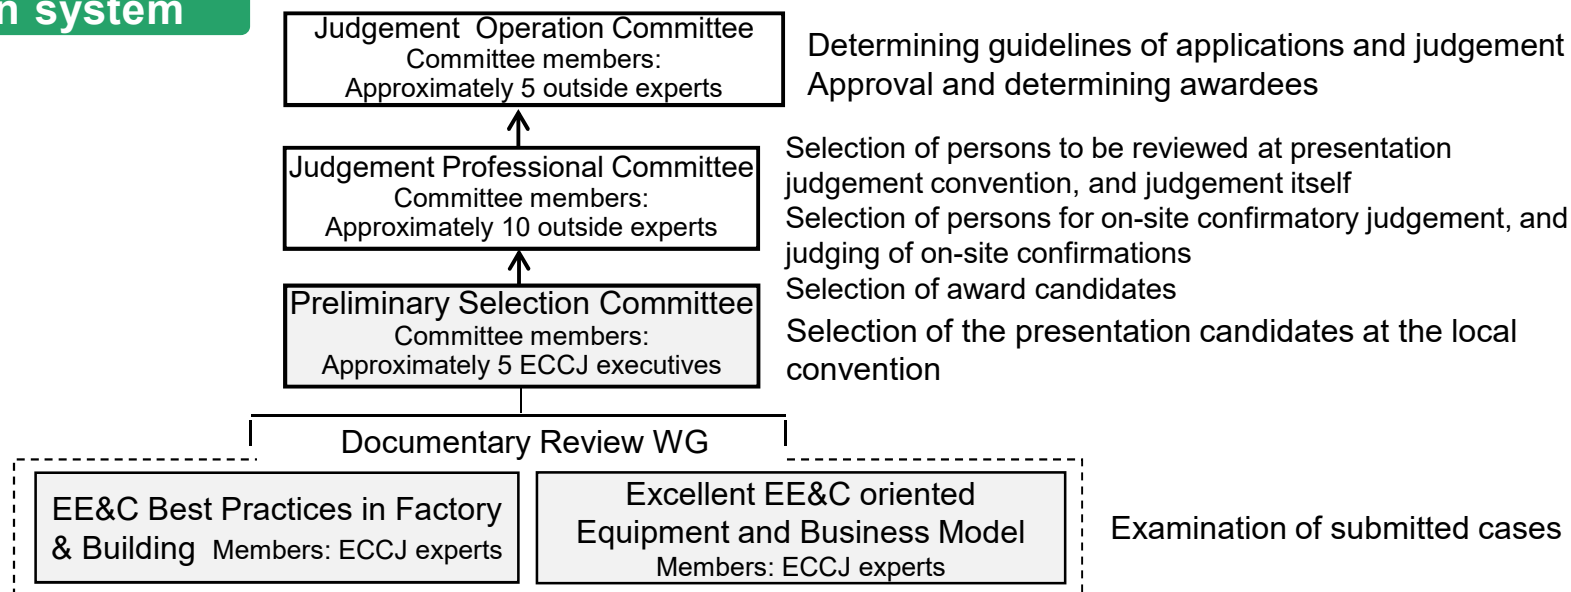 n system
Judgement Operation Committee
Committee members:
Approximately 5 outside experts
Determining guidelines of applications and judgement
Approval and determining awardees
Judgement Professional Committee
Committee members:
Approximately 10 outside experts
Selection of persons to be reviewed at presentation
judgement convention, and judgement itself
Selection of persons for on-site confirmatory judgement, and
judging of on-site confirmations
Selection of award candidates
Preliminary Selection Committee
Committee members:
Approximately 5 ECCJ executives
Selection of the presentation candidates at the local
convention
Documentary Review WG
EE&C Best Practices in Factory
& Building Members: ECCJ experts
Excellent EE&C oriented
Equipment and Business Model
Members: ECCJ experts
Examination of submitted cases